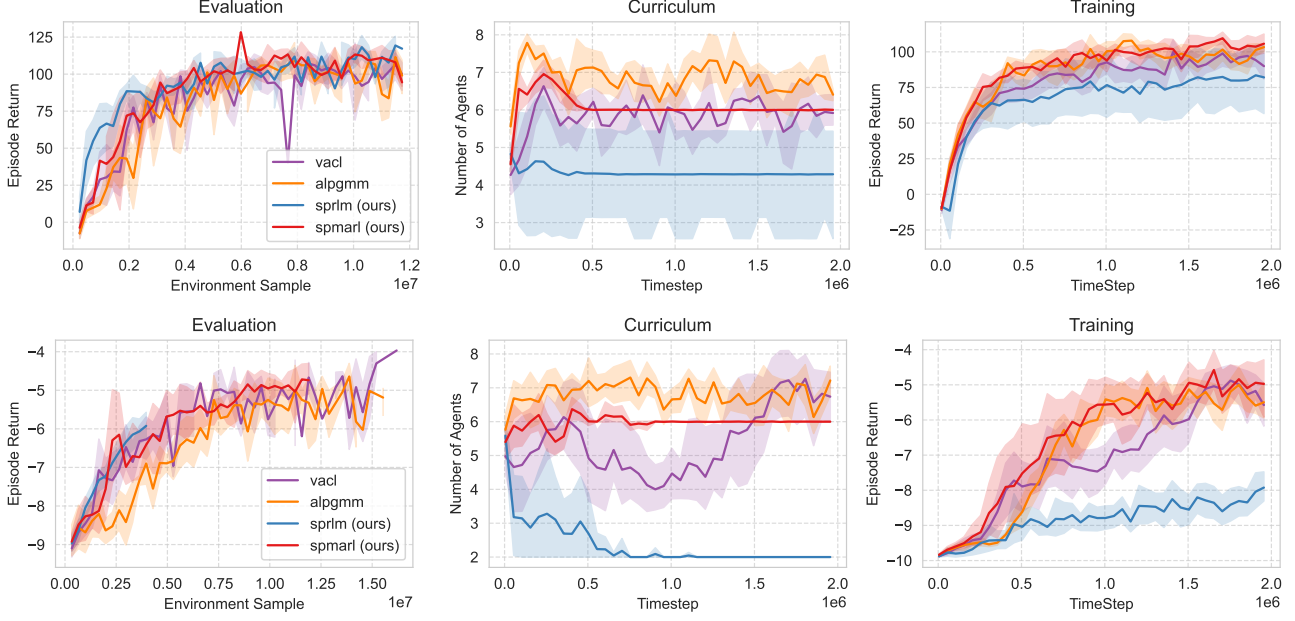 Evaluation
Episode Return
125
100
75
50
25
0
vacl
alpgmm
sprlm (ours)
spmarl (ours)
0.0 0.2 0.4 0.6 0.8 1.0 1.2
Environment Sample
1e7
Curriculum
Number of Agents
8
7
6
5
4
3
0.0 0.5 1.0 1.5 2.0
Timestep
1e6
Training
Episode Return
100
75
50
25
0
−25
0.0 0.5 1.0 1.5 2.0
TimeStep
1e6
Evaluation
Episode Return
−4
−5
−6
−7
−8
−9
vacl
alpgmm
sprlm (ours)
spmarl (ours)
0.00 0.25 0.50 0.75 1.00 1.25 1.50
Environment Sample
1e7
Curriculum
Number of Agents
8
7
6
5
4
3
2
0.0 0.5 1.0 1.5 2.0
Timestep
1e6
Training
Episode Return
−4
−5
−6
−7
−8
−9
−10
0.0 0.5 1.0 1.5 2.0
TimeStep
1e6